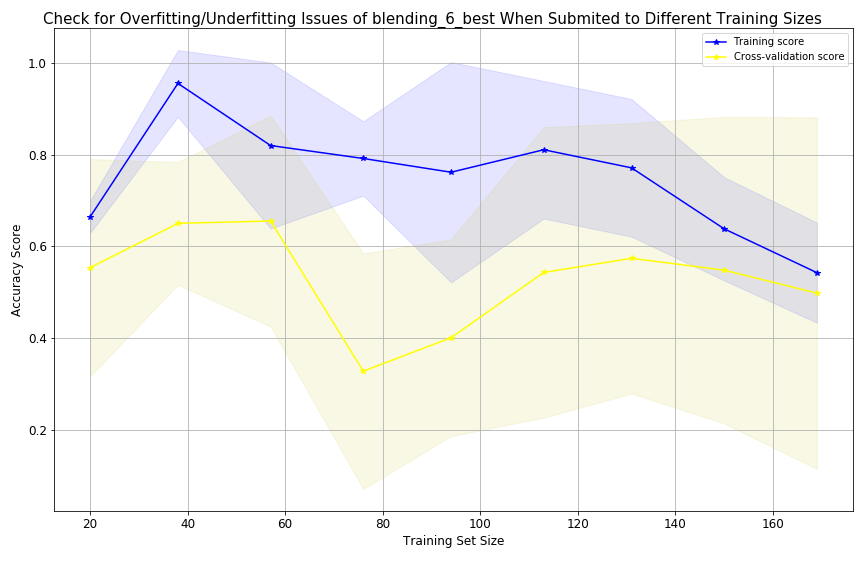 Check for Overfitting/Underfitting Issues of blending_6_best When Submited to Different Training Sizes
Training score
Cross-validation score
1.0
0.8
0.6
0.4
0.2
Accuracy Score
20 40 60 80 100 120 140 160
Training Set Size